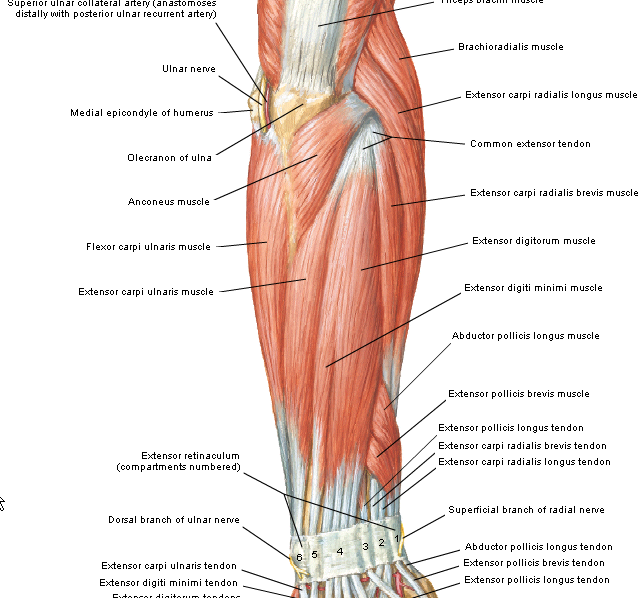 Superior ulnar collateral artery (anastomoses
distally with posterior ulnar recurrent artery)
Ulnar nerve
Medial epicondyle of humerus
Olecranon of ulna
Anconeus muscle
Flexor carpi ulnaris muscle
Extensor carpi ulnaris muscle
Extensor retinaculum
(compartments numbered)
Dorsal branch of ulnar nerve
Extensor carpi ulnaris tendon
Extensor digiti minimi tendon
Extensor digitorum tendons
Triceps brachii muscle
Brachioradialis muscle
Extensor carpi radialis longus muscle
Common extensor tendon
Extensor carpi radialis brevis muscle
Extensor digitorum muscle
Extensor digiti minimi muscle
Abductor pollicis longus muscle
Extensor pollicis brevis muscle
Extensor pollicis longus tendon
Extensor carpi radialis brevis tendon
Extensor carpi radialis longus tendon
Superficial branch of radial nerve
Abductor pollicis longus tendon
Extensor pollicis brevis tendon
Extensor pollicis longus tendon
6 5 4 3 2 1